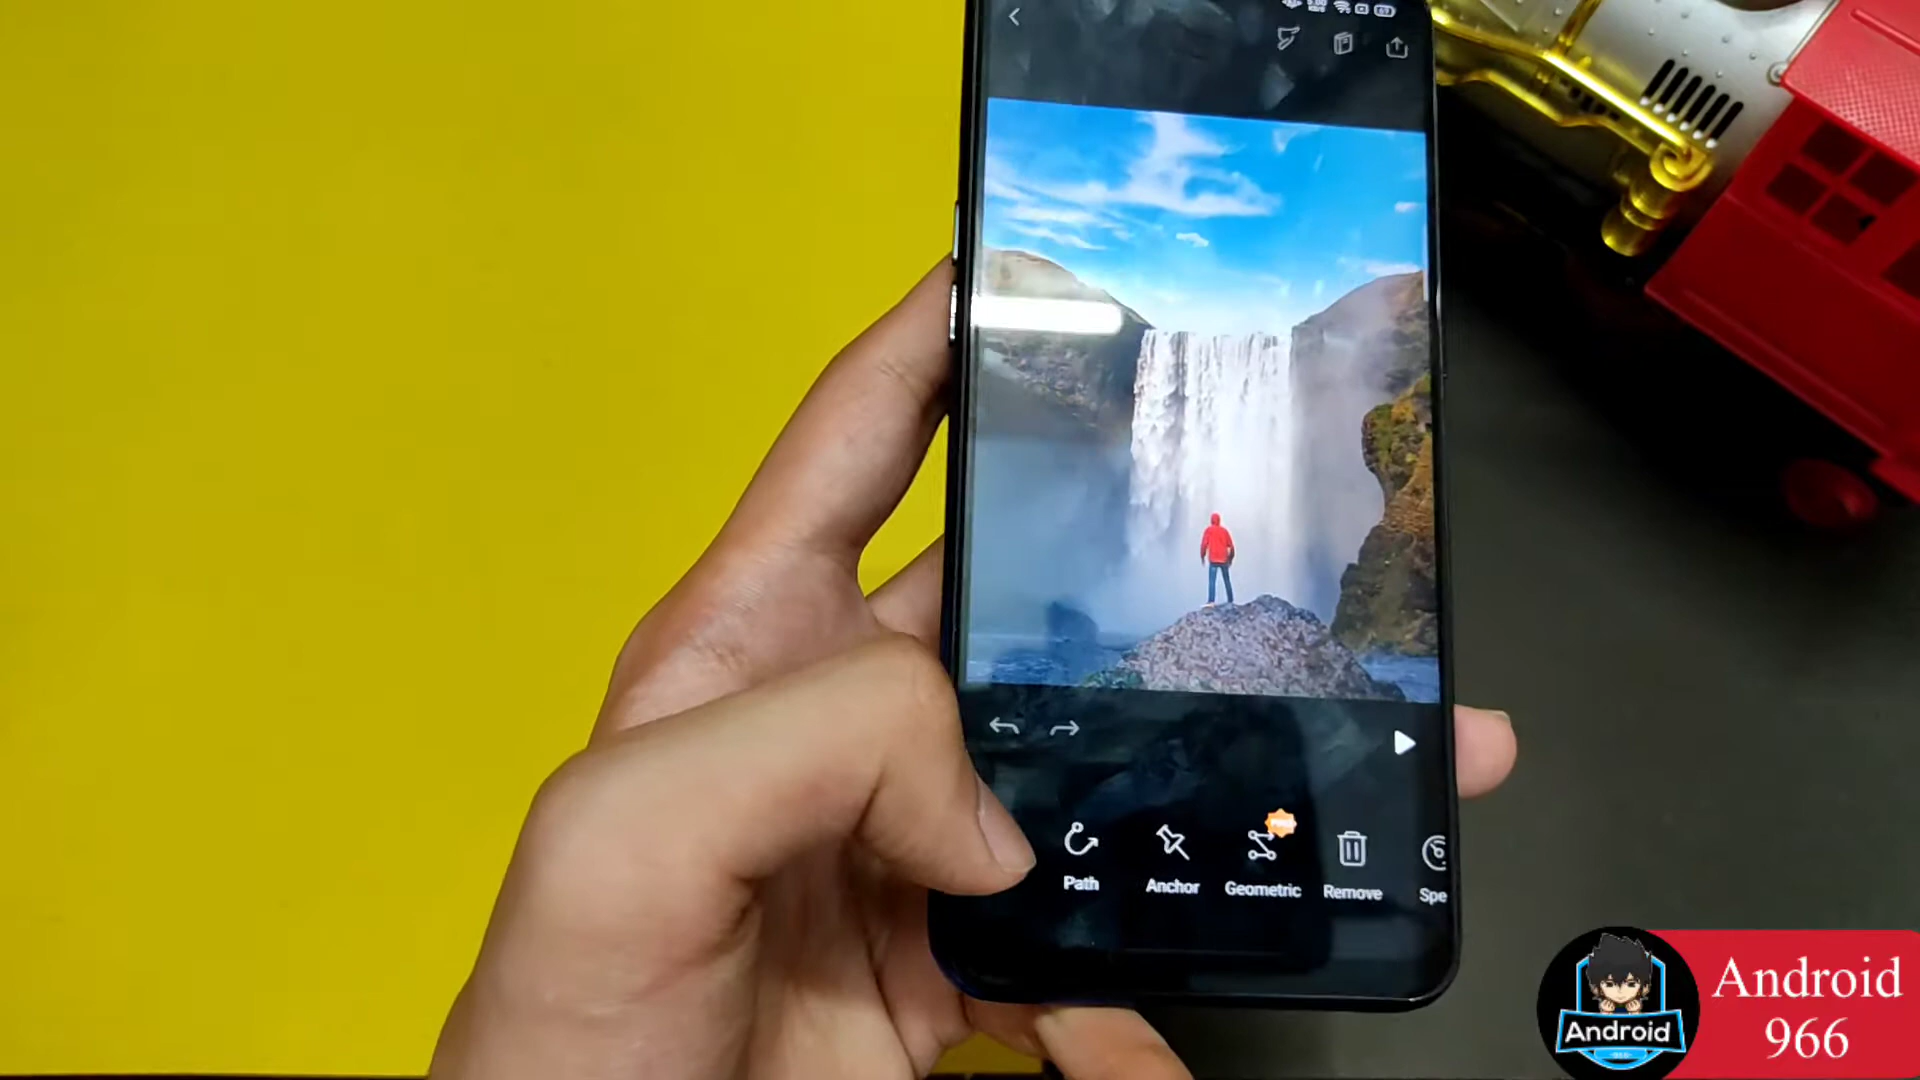 Path
Anchor
Geometric
Remove
Spe
Android
966
Android